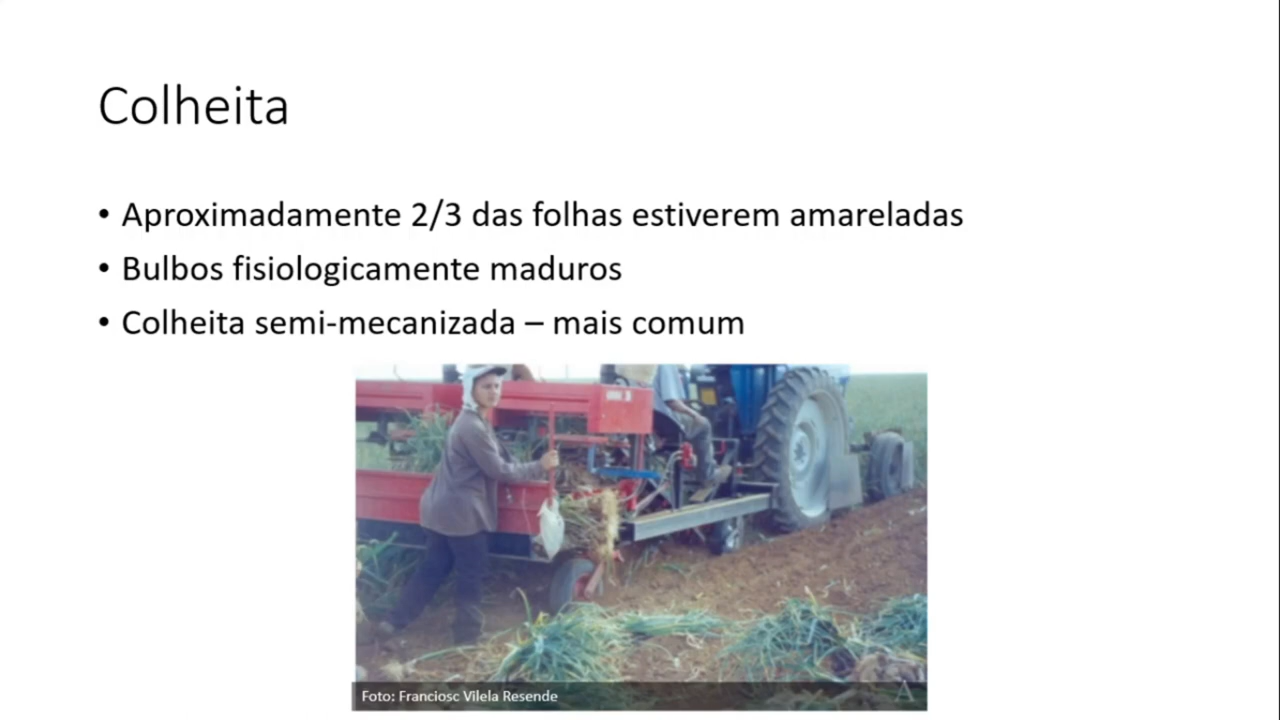 Colheita
• Aproximadamente 2/3 das folhas estiverem amareladas
• Bulbos fisiologicamente maduros
• Colheita semi-mecanizada – mais comum
Foto: Franciosc Vilela Resende
A